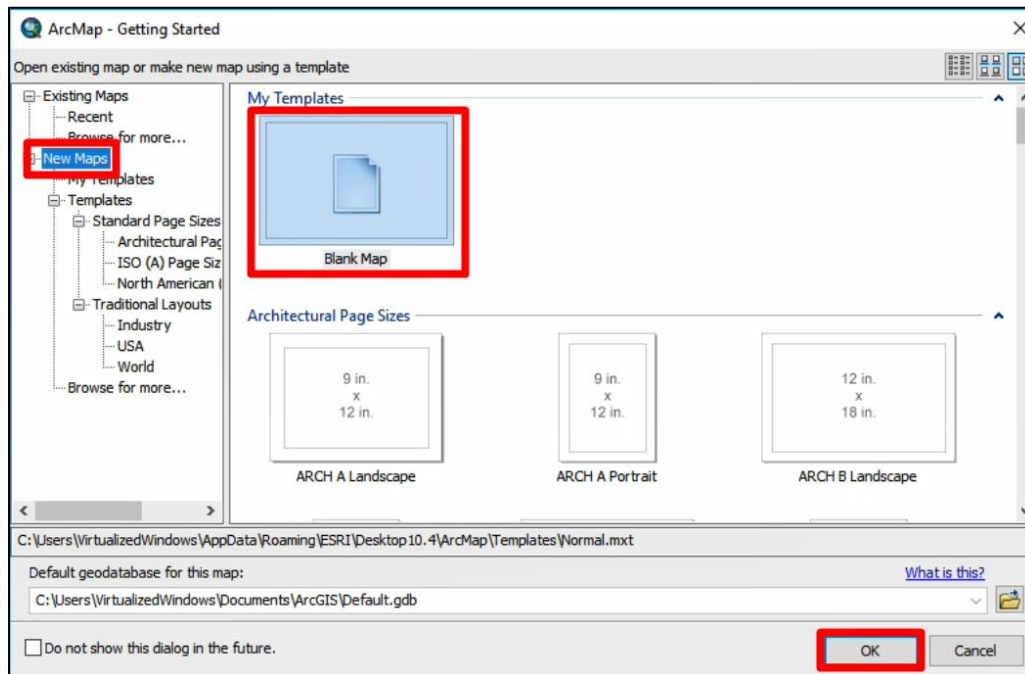 ArcMap - Getting Started
Open existing map or make new map using a template
Existing Maps
Recent
Browse for more...
New Maps
My Templates
Templates
Standard Page Sizes
Architectural Pag
ISO (A) Page Siz
North American (
Traditional Layouts
Industry
USA
World
Browse for more...
My Templates
Blank Map
Architectural Page Sizes
9 in.
x
12 in.
ARCH A Landscape
9 in.
x
12 in.
ARCH A Portrait
12 in.
x
18 in.
ARCH B Landscape
C:\Users\VirtualizedWindows\AppData\Roaming\ESRI\Desktop10.4\ArcMap\Templates\Normal.mxt
Default geodatabase for this map:
What is this?
C:\Users\VirtualizedWindows\Documents\ArcGIS\Default.gdb
Do not show this dialog in the future.
OK
Cancel